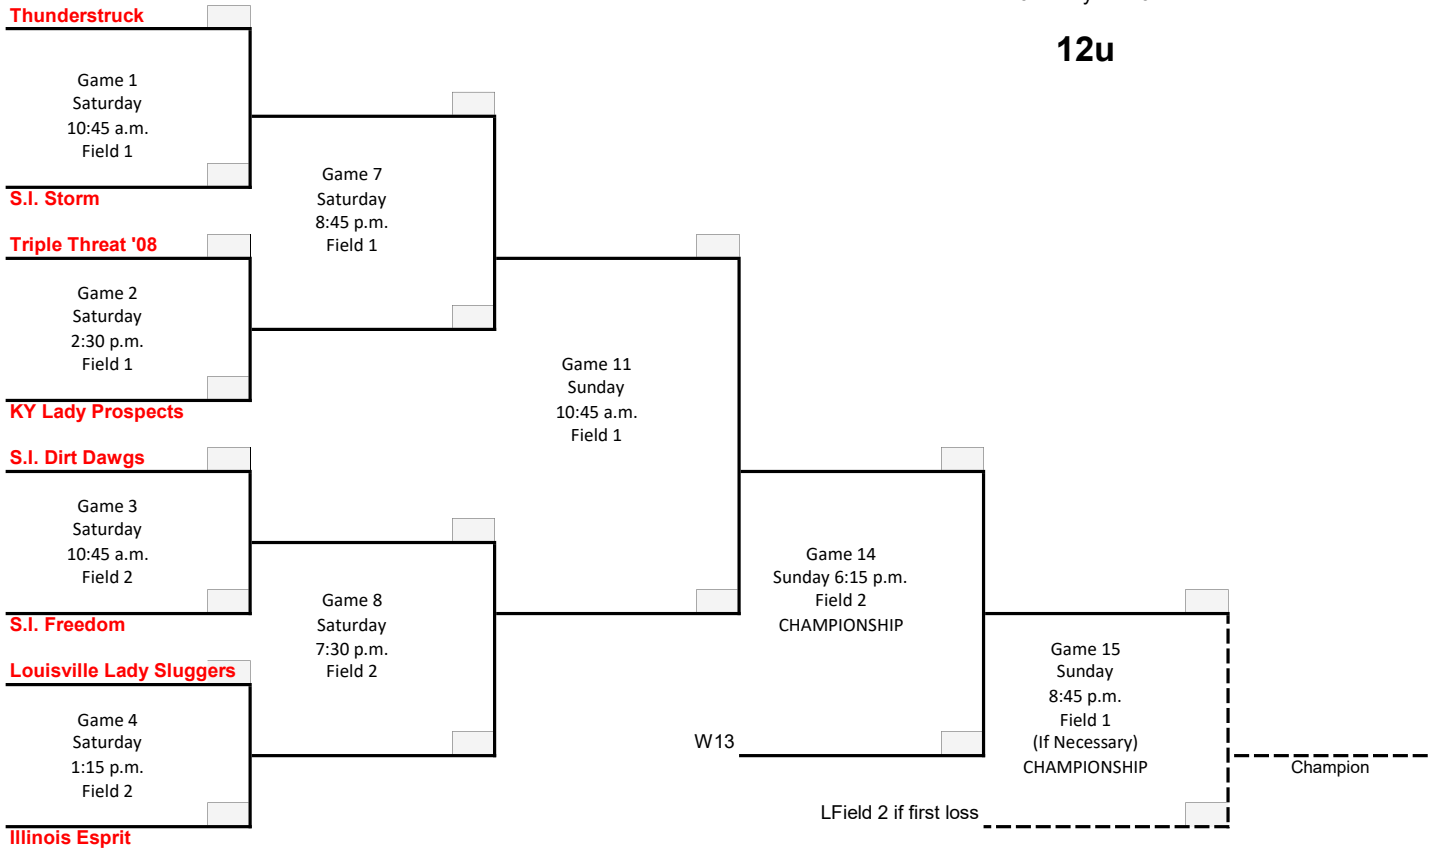 Thunderstruck
12u
Game 1
Saturday
10:45 a.m.
Field 1
S.I. Storm
Game 7
Saturday
8:45 p.m.
Field 1
Triple Threat '08
Game 2
Saturday
2:30 p.m.
Field 1
KY Lady Prospects
Game 11
Sunday
10:45 a.m.
Field 1
S.I. Dirt Dawgs
Game 3
Saturday
10:45 a.m.
Field 2
S.I. Freedom
Game 8
Saturday
7:30 p.m.
Field 2
Game 14
Sunday 6:15 p.m.
Field 2
CHAMPIONSHIP
Louisville Lady Sluggers
Game 4
Saturday
1:15 p.m.
Field 2
Illinois Esprit
W13
Game 15
Sunday
8:45 p.m.
Field 1
(If Necessary)
CHAMPIONSHIP
Champion
LField 2 if first loss